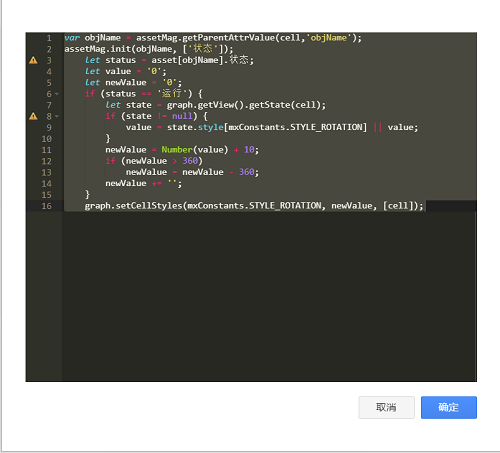 1 var objName = assetMag.getParentAttrValue(cell,'objName');
2 assetMag.init(objName, ['状态']);
3 let status = asset[objName].状态;
4 let value = '0';
5 let newValue = '0';
6 if (status == '运行') {
7 let state = graph.getView().getState(cell);
8 if (state != null) {
9 value = state.style[mxConstants.STYLE_ROTATION] || value;
10 }
11 newValue = Number(value) + 10;
12 if (newValue > 360)
13 newValue = newValue - 360;
14 newValue += '';
15 }
16 graph.setCellStyles(mxConstants.STYLE_ROTATION, newValue, [cell]);
取消 确定